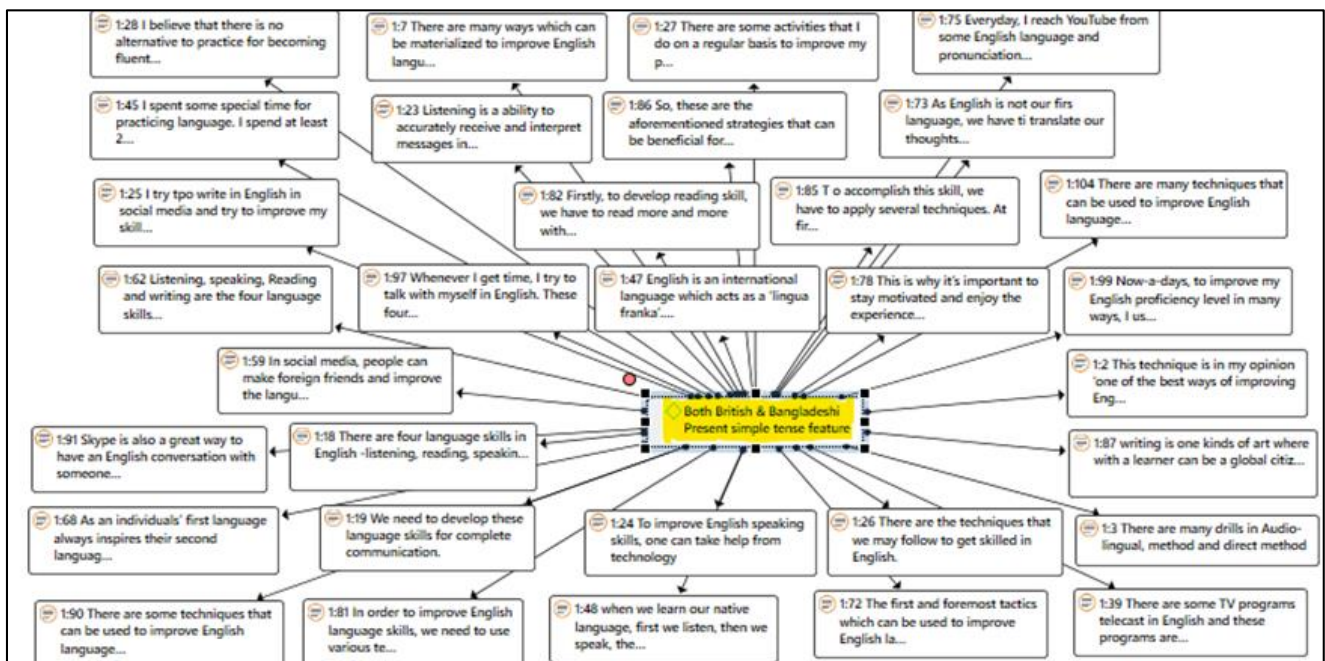 1:28 I believe that there is no
alternative to practice for becoming
fluent...
1:7 There are many ways which can
be materialized to improve English
langu...
1:27 There are some activities that I
do on a regular basis to improve my
p...
1:75 Everyday, I reach YouTube from
some English language and
pronunciation...
1:45 I spent some special time for
practicing language. I spend at least
2...
1:23 Listening is a ability to
accurately receive and interpret
messages in...
1:86 So, these are the
aforementioned strategies that can
be beneficial for...
1:73 As English is not our firs
language, we have ti translate our
thoughts...
1:25 I try tpo write in English in
social media and try to improve my
skill...
1:82 Firstly, to develop reading skill,
we have to read more and more
with...
1:85 T o accomplish this skill, we
have to apply several techniques. At
fir...
1:104 There are many techniques that
can be used to improve English
language...
1:62 Listening, speaking, Reading
and writing are the four language
skills...
1:97 Whenever I get time, I try to
talk with myself in English. These
four...
1:47 English is an international
language which acts as a 'lingua
franka'....
1:78 This is why it's important to
stay motivated and enjoy the
experience...
1:99 Now-a-days, to improve my
English proficiency level in many
ways, I us...
1:59 In social media, people can
make foreign friends and improve
the langu...
1:2 This technique is in my opinion
'one of the best ways of improving
Eng...
Both British & Bangladeshi
Present simple tense feature
1:91 Skype is also a great way to
have an English conversation with
someone...
1:18 There are four language skills in
English -listening, reading, speakin...
1:87 writing is one kinds of art where
with a learner can be a global citiz...
1:68 As an individuals' first language
always inspires their second
languag...
1:19 We need to develop these
language skills for complete
communication.
1:24 To improve English speaking
skills, one can take help from
technology
1:26 There are the techniques that
we may follow to get skilled in
English.
1:3 There are many drills in Audio-
lingual, method and direct method
1:90 There are some techniques that
can be used to improve English
language...
1:81 In order to improve English
language skills, we need to use
various te...
1:48 when we learn our native
language, first we listen, then we
speak, the...
1:72 The first and foremost tactics
which can be used to improve
English la...
1:39 There are some TV programs
telecast in English and these
programs are...